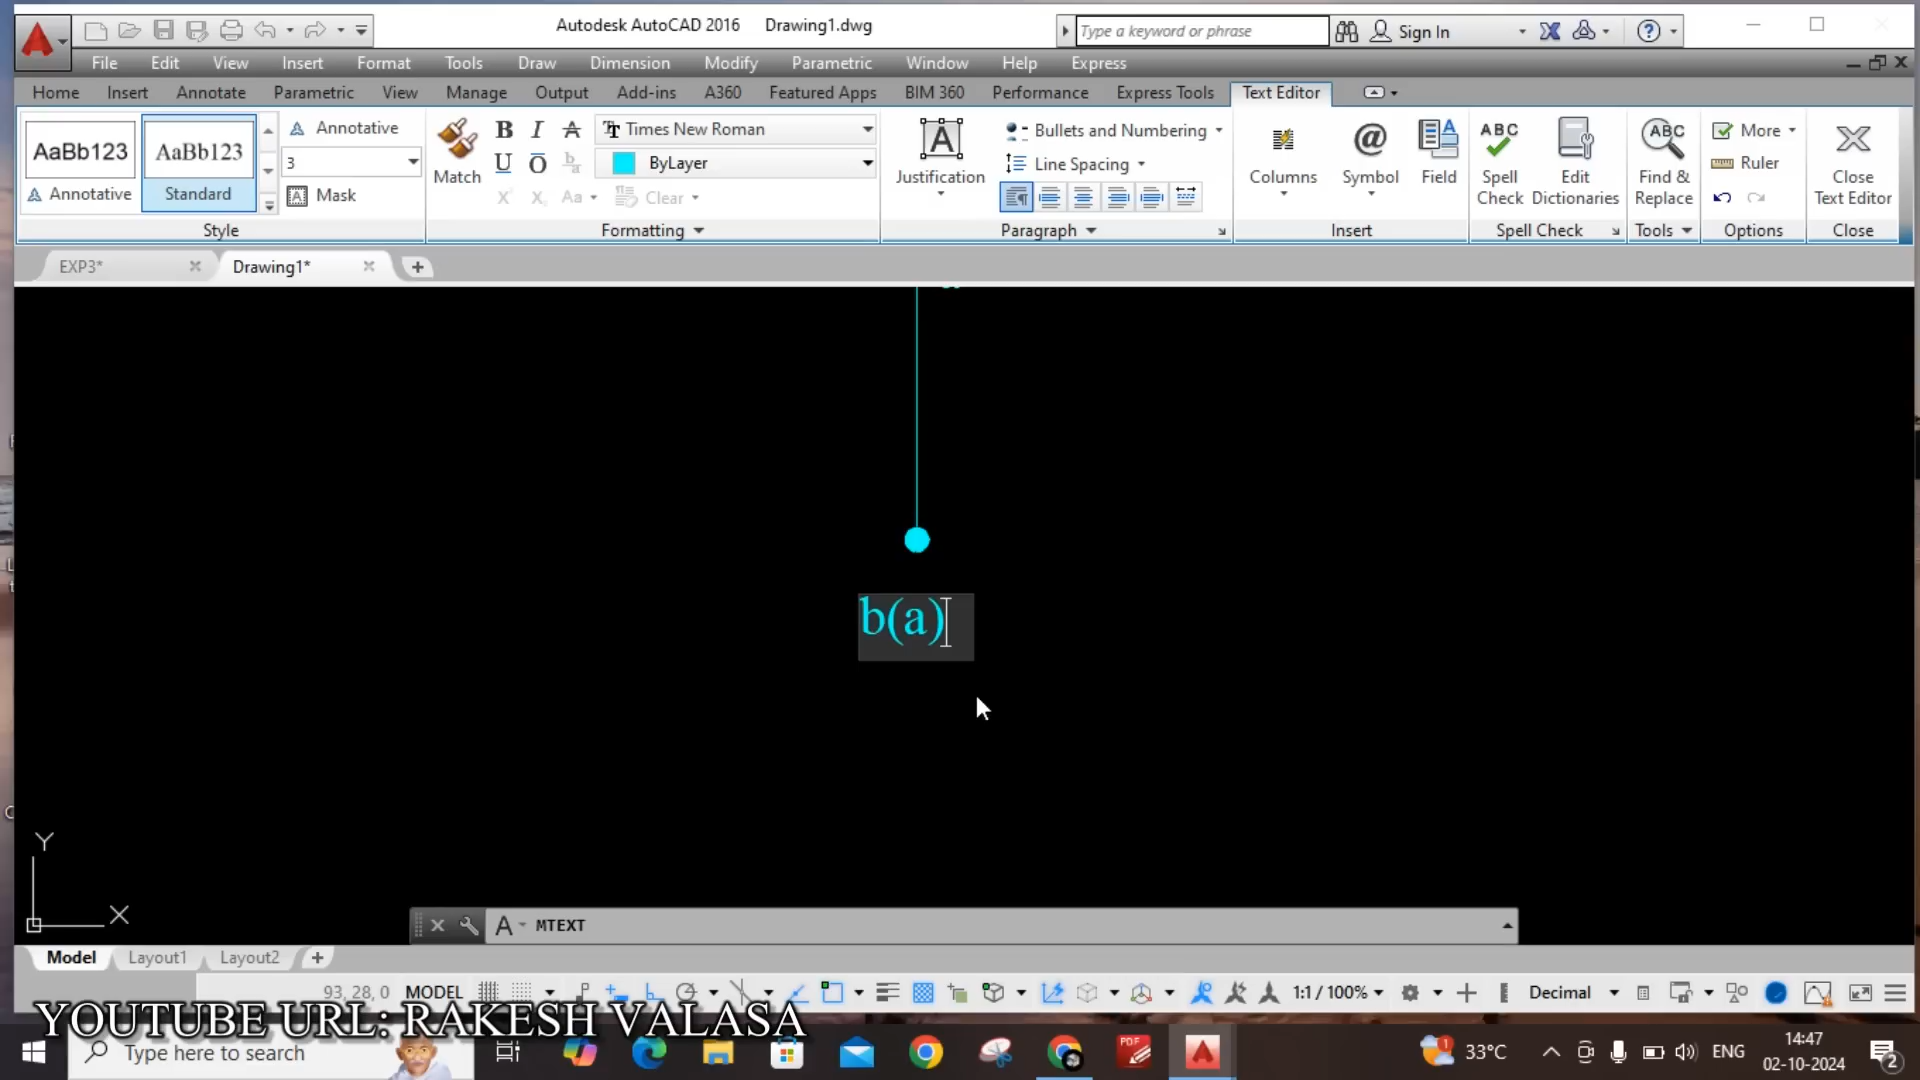 Autodesk AutoCAD 2016 Drawing1.dwg
Type a keyword or phrase
Sign In
File Edit View Insert Format Tools Draw Dimension Modify Parametric Window Help Express
Home Insert Annotate Parametric View Manage Output Add-ins A360 Featured Apps BIM 360 Performance Express Tools Text Editor
AaBb123 AaBb123
Annotative Standard
Annotative
3
Mask
Style
Match
B I A
U O
Times New Roman
ByLayer
Aa
Clear
Formatting
Justification
Bullets and Numbering
Line Spacing
Paragraph
Columns Symbol Field
Insert
Spell Check
Edit Dictionaries
Spell Check
Find & Replace
Tools
More
Ruler
Options
Close Text Editor
Close
EXP3* Drawing1*
b(a)
Y
X
MTEXT
Model Layout1 Layout2
93, 28, 0 MODEL 1:1 / 100% Decimal
YOUTUBE URL: RAKESH VALASA
Type here to search
33°C
ENG
14:47
02-10-2024
2